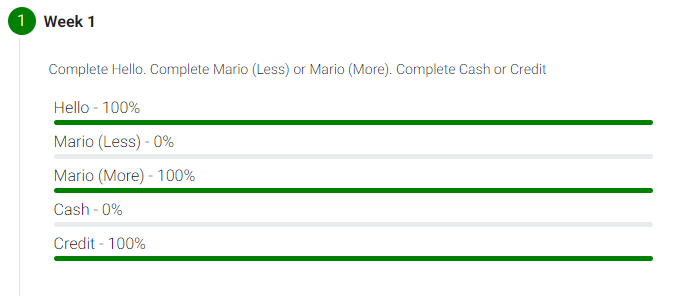 1 Week 1
Complete Hello. Complete Mario (Less) or Mario (More). Complete Cash or Credit
Hello - 100%
Mario (Less) - 0%
Mario (More) - 100%
Cash - 0%
Credit - 100%